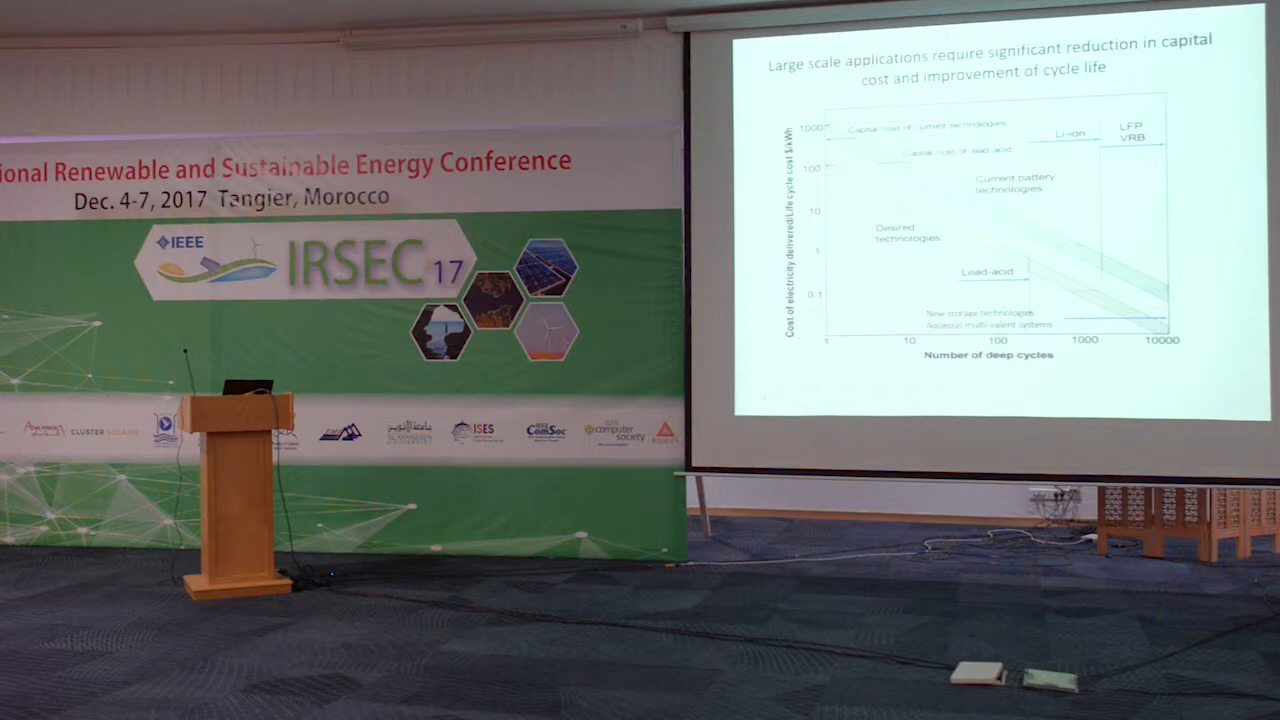 ional Renewable and Sustainable Energy Conference
Dec. 4-7, 2017 Tangier, Morocco
IEEE
IRSEC'17
CLUSTER
ISES
IEEE
ComSoc
IEEE
computer
society
Large scale applications require significant reduction in capital
cost and improvement of cycle life
Cost of electricity delivered/Life cycle cost $/kWh
1000
100
10
1
0.1
Capital cost of current technologies
Capital cost of lead acid
Li-ion
LFP
VRB
Current battery
technologies
Desired
technologies
Lead-acid
New storage technologies
Aqueous multi-valent systems
1
10
100
1000
10000
Number of deep cycles